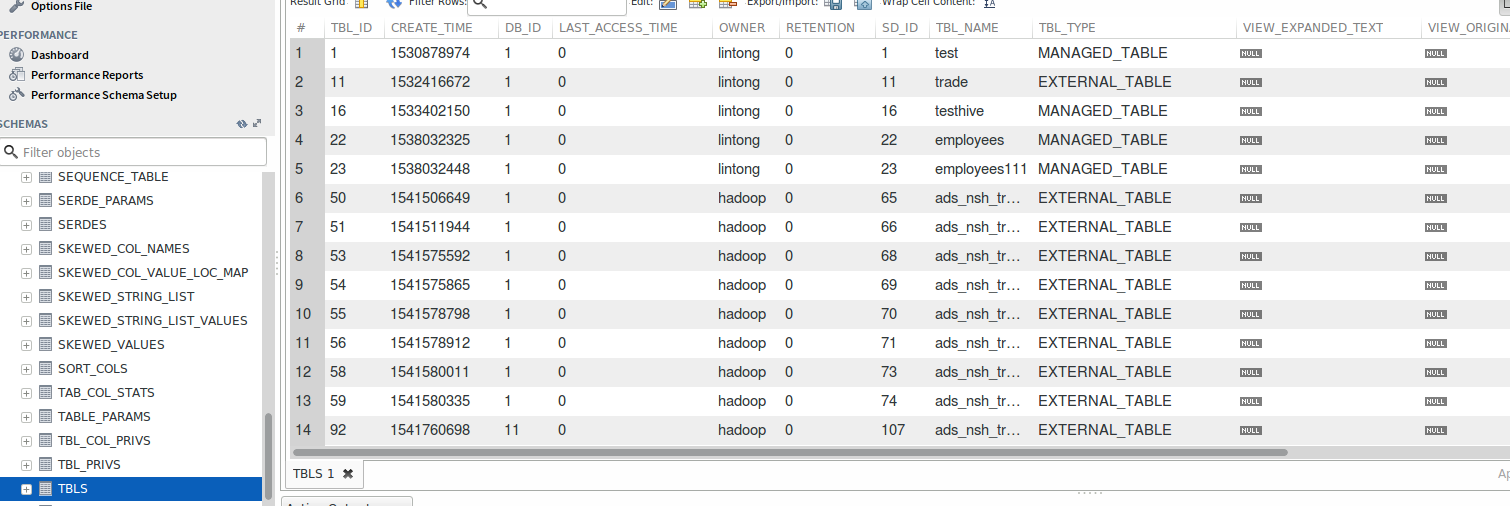 Options File
PERFORMANCE
Dashboard
Performance Reports
Performance Schema Setup
SCHEMAS
Filter objects
SEQUENCE_TABLE
SERDE_PARAMS
SERDES
SKEWED_COL_NAMES
SKEWED_COL_VALUE_LOC_MAP
SKEWED_STRING_LIST
SKEWED_STRING_LIST_VALUES
SKEWED_VALUES
SORT_COLS
TAB_COL_STATS
TABLE_PARAMS
TBL_COL_PRIVS
TBL_PRIVS
TBLS
Result Grid Filter Rows: Edit: Export/Import: Wrap Cell Content: IA
# TBL_ID CREATE_TIME DB_ID LAST_ACCESS_TIME OWNER RETENTION SD_ID TBL_NAME TBL_TYPE VIEW_EXPANDED_TEXT VIEW_ORIGIN
1 1 1530878974 1 0 lintong 0 1 test MANAGED_TABLE NULL NULL
2 11 1532416672 1 0 lintong 0 11 trade EXTERNAL_TABLE NULL NULL
3 16 1533402150 1 0 lintong 0 16 testhive MANAGED_TABLE NULL NULL
4 22 1538032325 1 0 lintong 0 22 employees MANAGED_TABLE NULL NULL
5 23 1538032448 1 0 lintong 0 23 employees111 MANAGED_TABLE NULL NULL
6 50 1541506649 1 0 hadoop 0 65 ads_nsh_tr... EXTERNAL_TABLE NULL NULL
7 51 1541511944 1 0 hadoop 0 66 ads_nsh_tr... EXTERNAL_TABLE NULL NULL
8 53 1541575592 1 0 hadoop 0 68 ads_nsh_tr... EXTERNAL_TABLE NULL NULL
9 54 1541575865 1 0 hadoop 0 69 ads_nsh_tr... EXTERNAL_TABLE NULL NULL
10 55 1541578798 1 0 hadoop 0 70 ads_nsh_tr... EXTERNAL_TABLE NULL NULL
11 56 1541578912 1 0 hadoop 0 71 ads_nsh_tr... EXTERNAL_TABLE NULL NULL
12 58 1541580011 1 0 hadoop 0 73 ads_nsh_tr... EXTERNAL_TABLE NULL NULL
13 59 1541580335 1 0 hadoop 0 74 ads_nsh_tr... EXTERNAL_TABLE NULL NULL
14 92 1541760698 11 0 hadoop 0 107 ads_nsh_tr... EXTERNAL_TABLE NULL NULL
TBLS 1
Ap